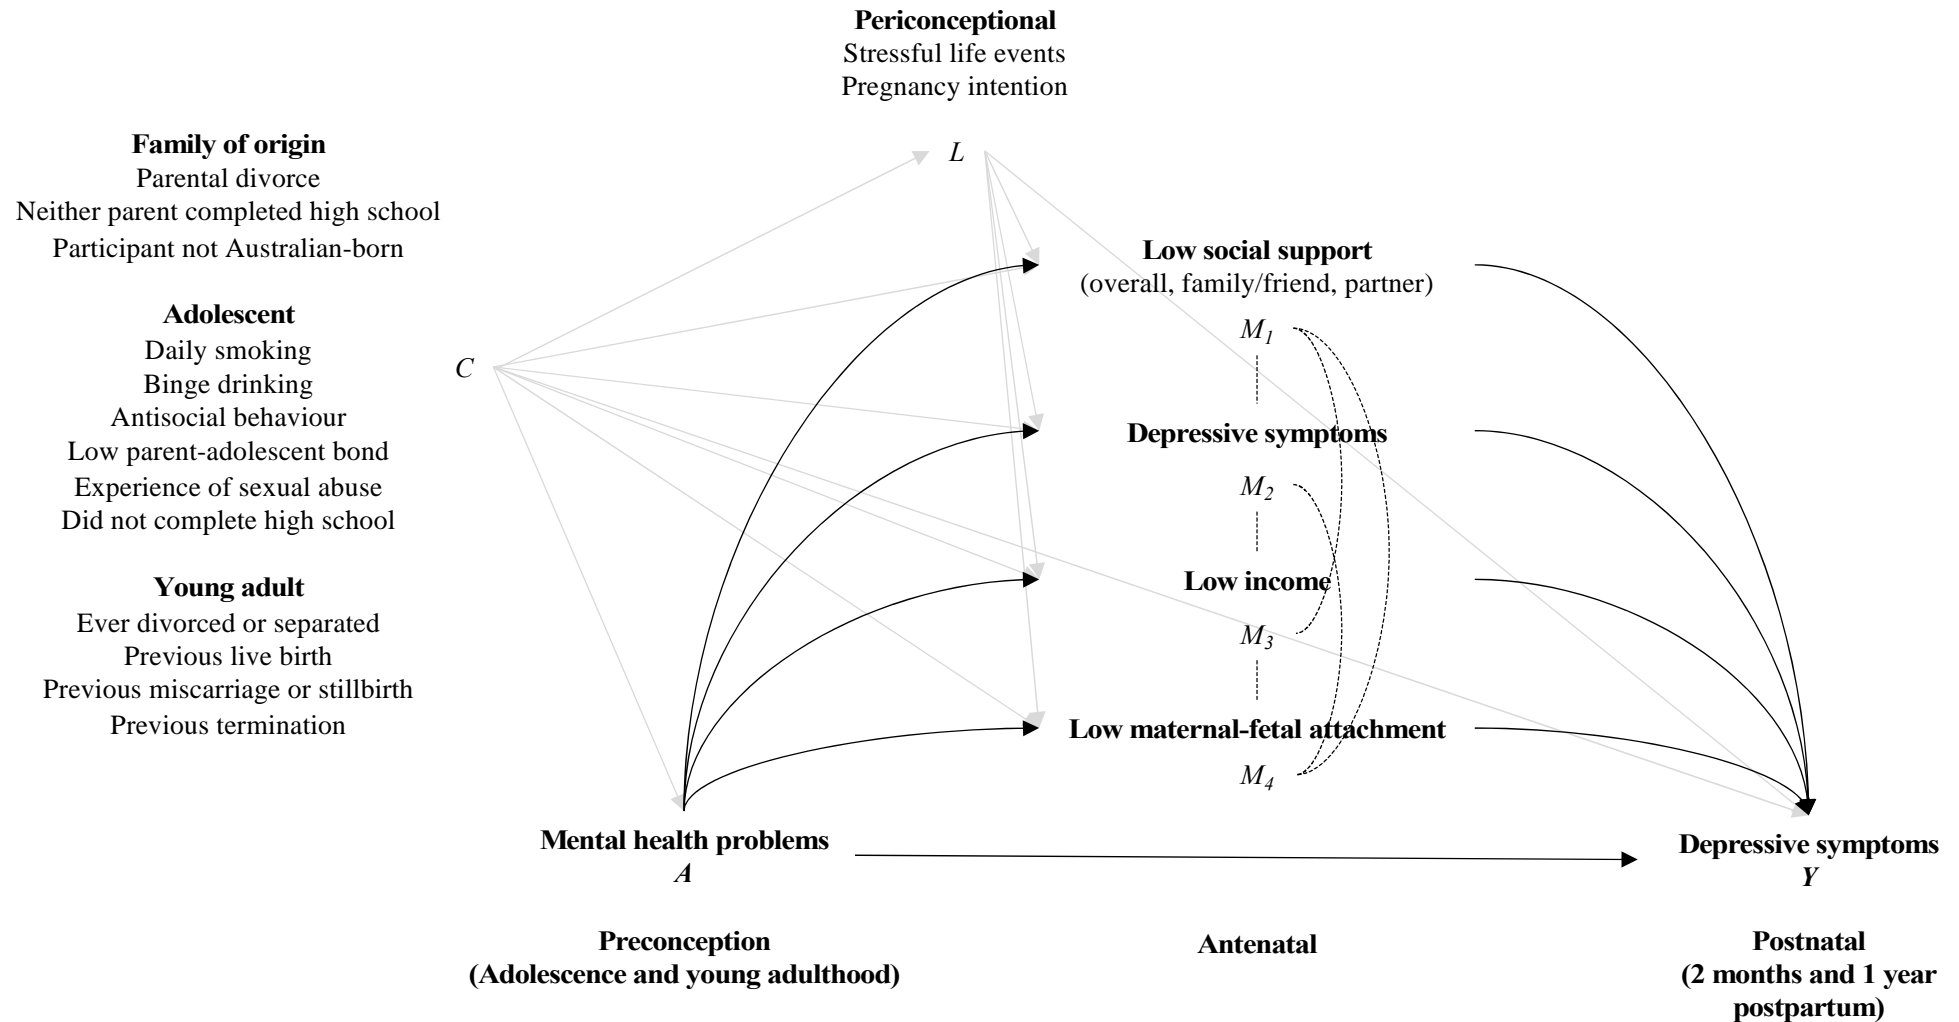 Periconceptional
Stressful life events
Pregnancy intention
L
Family of origin
Parental divorce
Neither parent completed high school
Participant not Australian-born
Adolescent
Daily smoking
Binge drinking
Antisocial behaviour
Low parent-adolescent bond
Experience of sexual abuse
Did not complete high school
Young adult
Ever divorced or separated
Previous live birth
Previous miscarriage or stillbirth
Previous termination
C
Low social support
(overall, family/friend, partner)
M1
Depressive symptoms
M2
Low income
M3
Low maternal-fetal attachment
M4
Mental health problems
A
Depressive symptoms
Y
Preconception
(Adolescence and young adulthood)
Antenatal
Postnatal
(2 months and 1 year
postpartum)